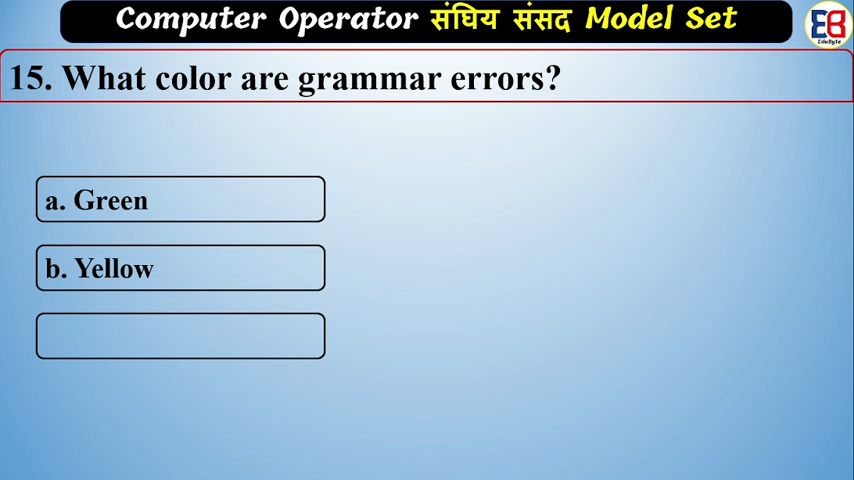 Computer Operator संघिय संसद Model Set
EB
EduByte
15. What color are grammar errors?
a. Green
b. Yellow